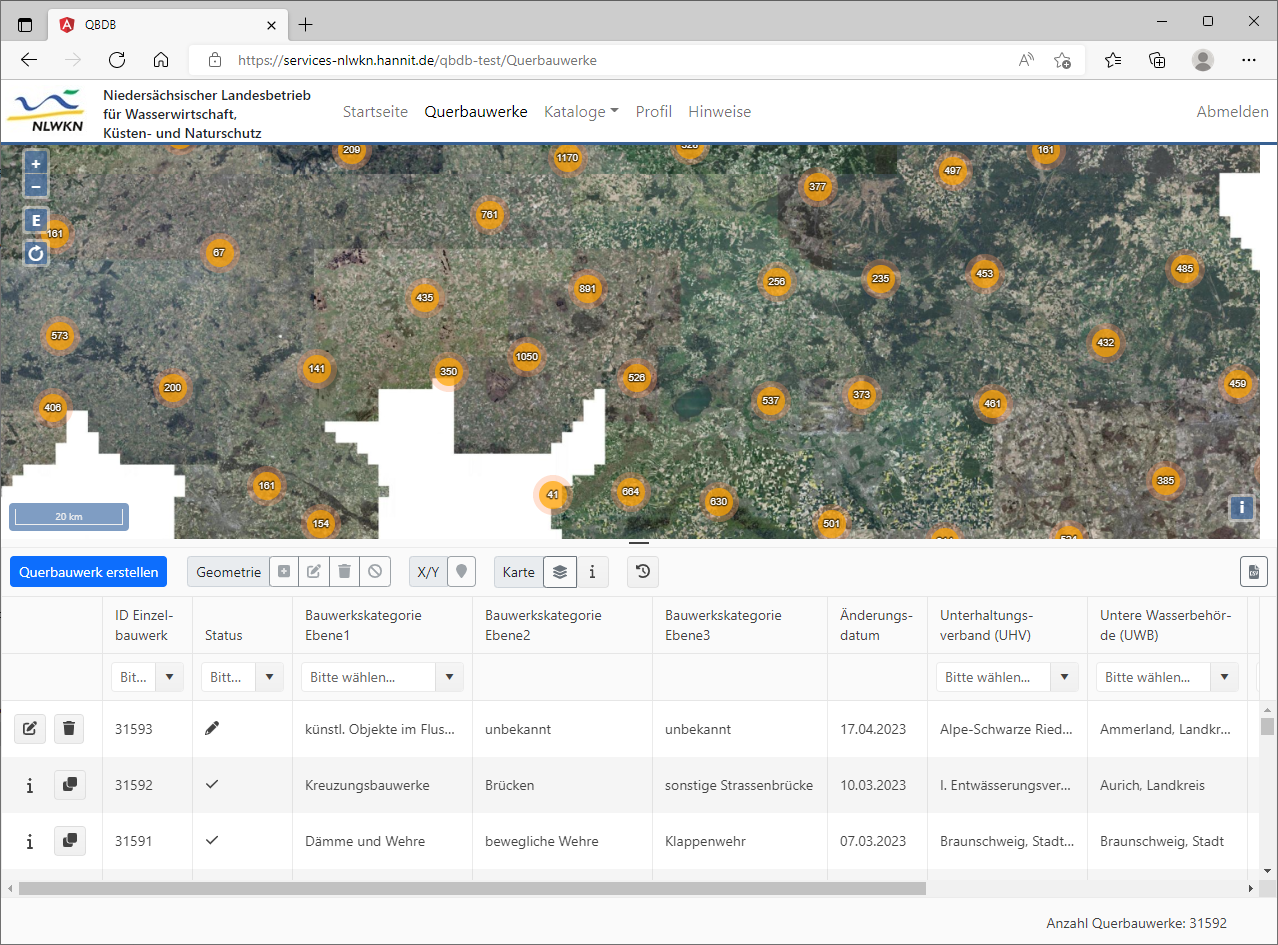 QBDB
https://services-nlwkn.hannit.de/qbdb-test/Querbauwerke
NLWKN
Niedersächsischer Landesbetrieb
für Wasserwirtschaft,
Küsten- und Naturschutz
Startseite Querbauwerke Kataloge Profil Hinweise Abmelden
209 1170 161
+
−
E
497
377
761
161
67
453 485
256 235
891
435
573
432
1050
141 350
526
459
200
373
537
461
406
385
161
664
41
630
i
20 km
154 501
Querbauwerk erstellen Geometrie X/Y Karte i CSV
ID Einzel-
bauwerk
Status
Bauwerkskategorie
Ebene1
Bauwerkskategorie
Ebene2
Bauwerkskategorie
Ebene3
Änderungs-
datum
Unterhaltungs-
verband (UHV)
Untere Wasserbehör-
de (UWB)
Bit... Bitt... Bitte wählen... Bitte wählen... Bitte wählen...
31593 künstl. Objekte im Flus... unbekannt unbekannt 17.04.2023 Alpe-Schwarze Ried... Ammerland, Landkr...
i 31592 Kreuzungsbauwerke Brücken sonstige Strassenbrücke 10.03.2023 I. Entwässerungsver... Aurich, Landkreis
i 31591 Dämme und Wehre bewegliche Wehre Klappenwehr 07.03.2023 Braunschweig, Stadt... Braunschweig, Stadt
Anzahl Querbauwerke: 31592